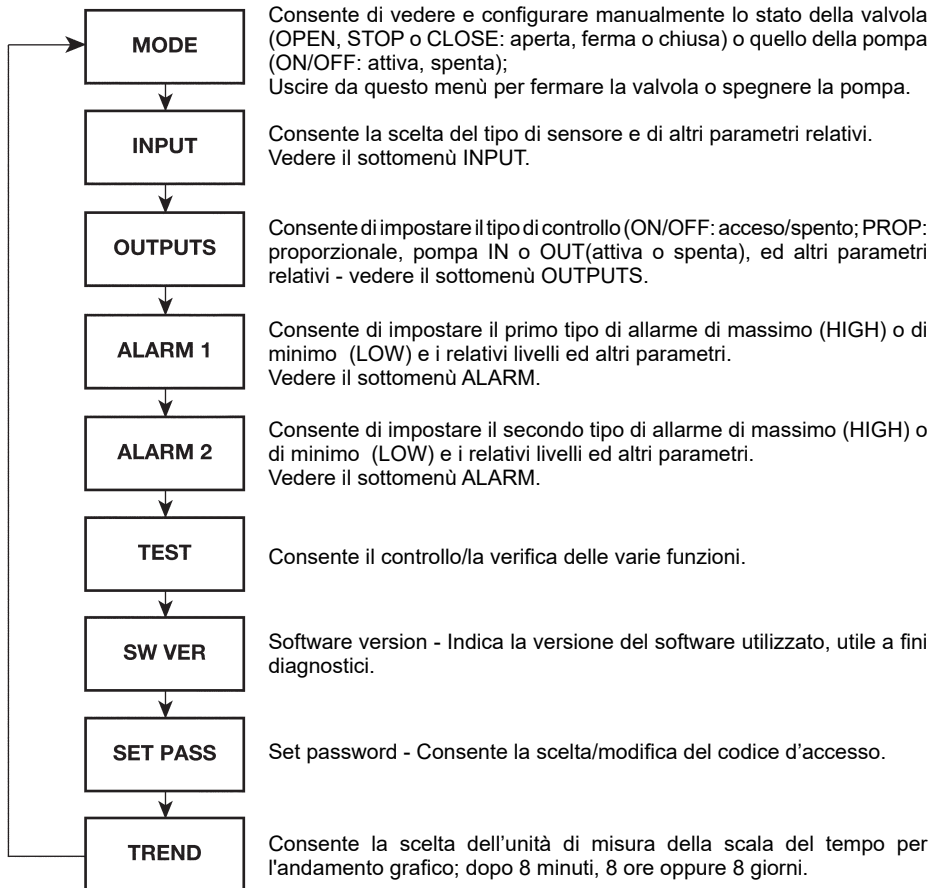 MODE
Consente di vedere e configurare manualmente lo stato della valvola
(OPEN, STOP o CLOSE: aperta, ferma o chiusa) o quello della pompa
(ON/OFF: attiva, spenta);
Uscire da questo menù per fermare la valvola o spegnere la pompa.
INPUT
Consente la scelta del tipo di sensore e di altri parametri relativi.
Vedere il sottomenù INPUT.
OUTPUTS
Consente di impostare il tipo di controllo (ON/OFF: acceso/spento; PROP:
proporzionale, pompa IN o OUT(attiva o spenta), ed altri parametri
relativi - vedere il sottomenù OUTPUTS.
ALARM 1
Consente di impostare il primo tipo di allarme di massimo (HIGH) o di
minimo (LOW) e i relativi livelli ed altri parametri.
Vedere il sottomenù ALARM.
ALARM 2
Consente di impostare il secondo tipo di allarme di massimo (HIGH) o
di minimo (LOW) e i relativi livelli ed altri parametri.
Vedere il sottomenù ALARM.
TEST
Consente il controllo/la verifica delle varie funzioni.
SW VER
Software version - Indica la versione del software utilizzato, utile a fini
diagnostici.
SET PASS
Set password - Consente la scelta/modifica del codice d’accesso.
TREND
Consente la scelta dell’unità di misura della scala del tempo per
l'andamento grafico; dopo 8 minuti, 8 ore oppure 8 giorni.